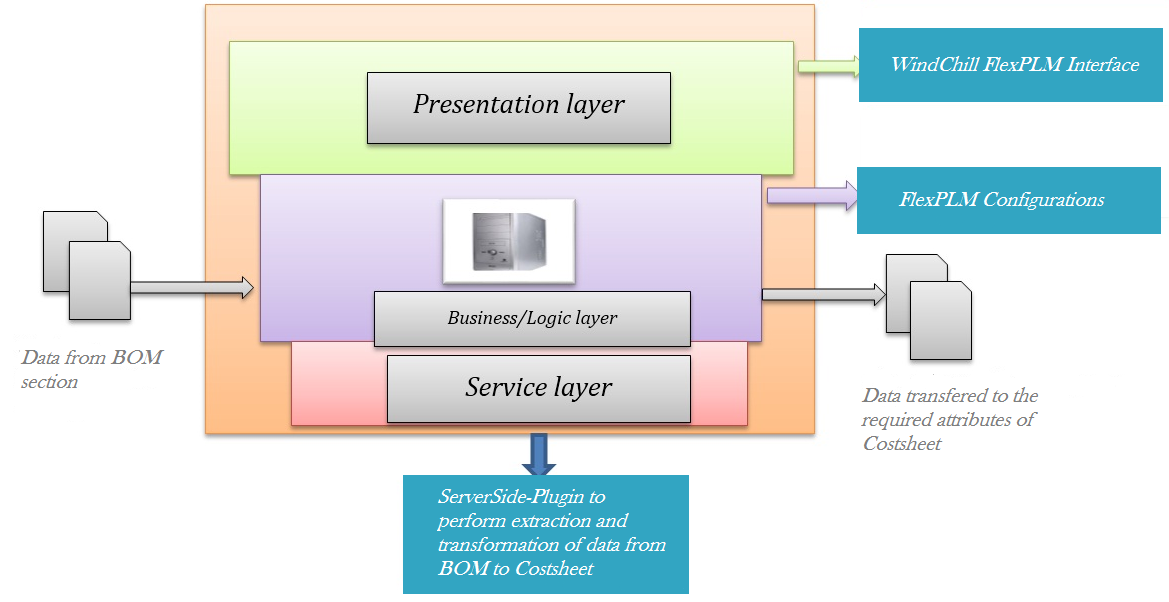 WindChill FlexPLM Interface
Presentation layer
FlexPLM Configurations
Business/Logic layer
Data from BOM
section
Service layer
Data transfered to the
required attributes of
Costsheet
ServerSide-Plugin to
perform extraction and
transformation of data from
BOM to Costsheet